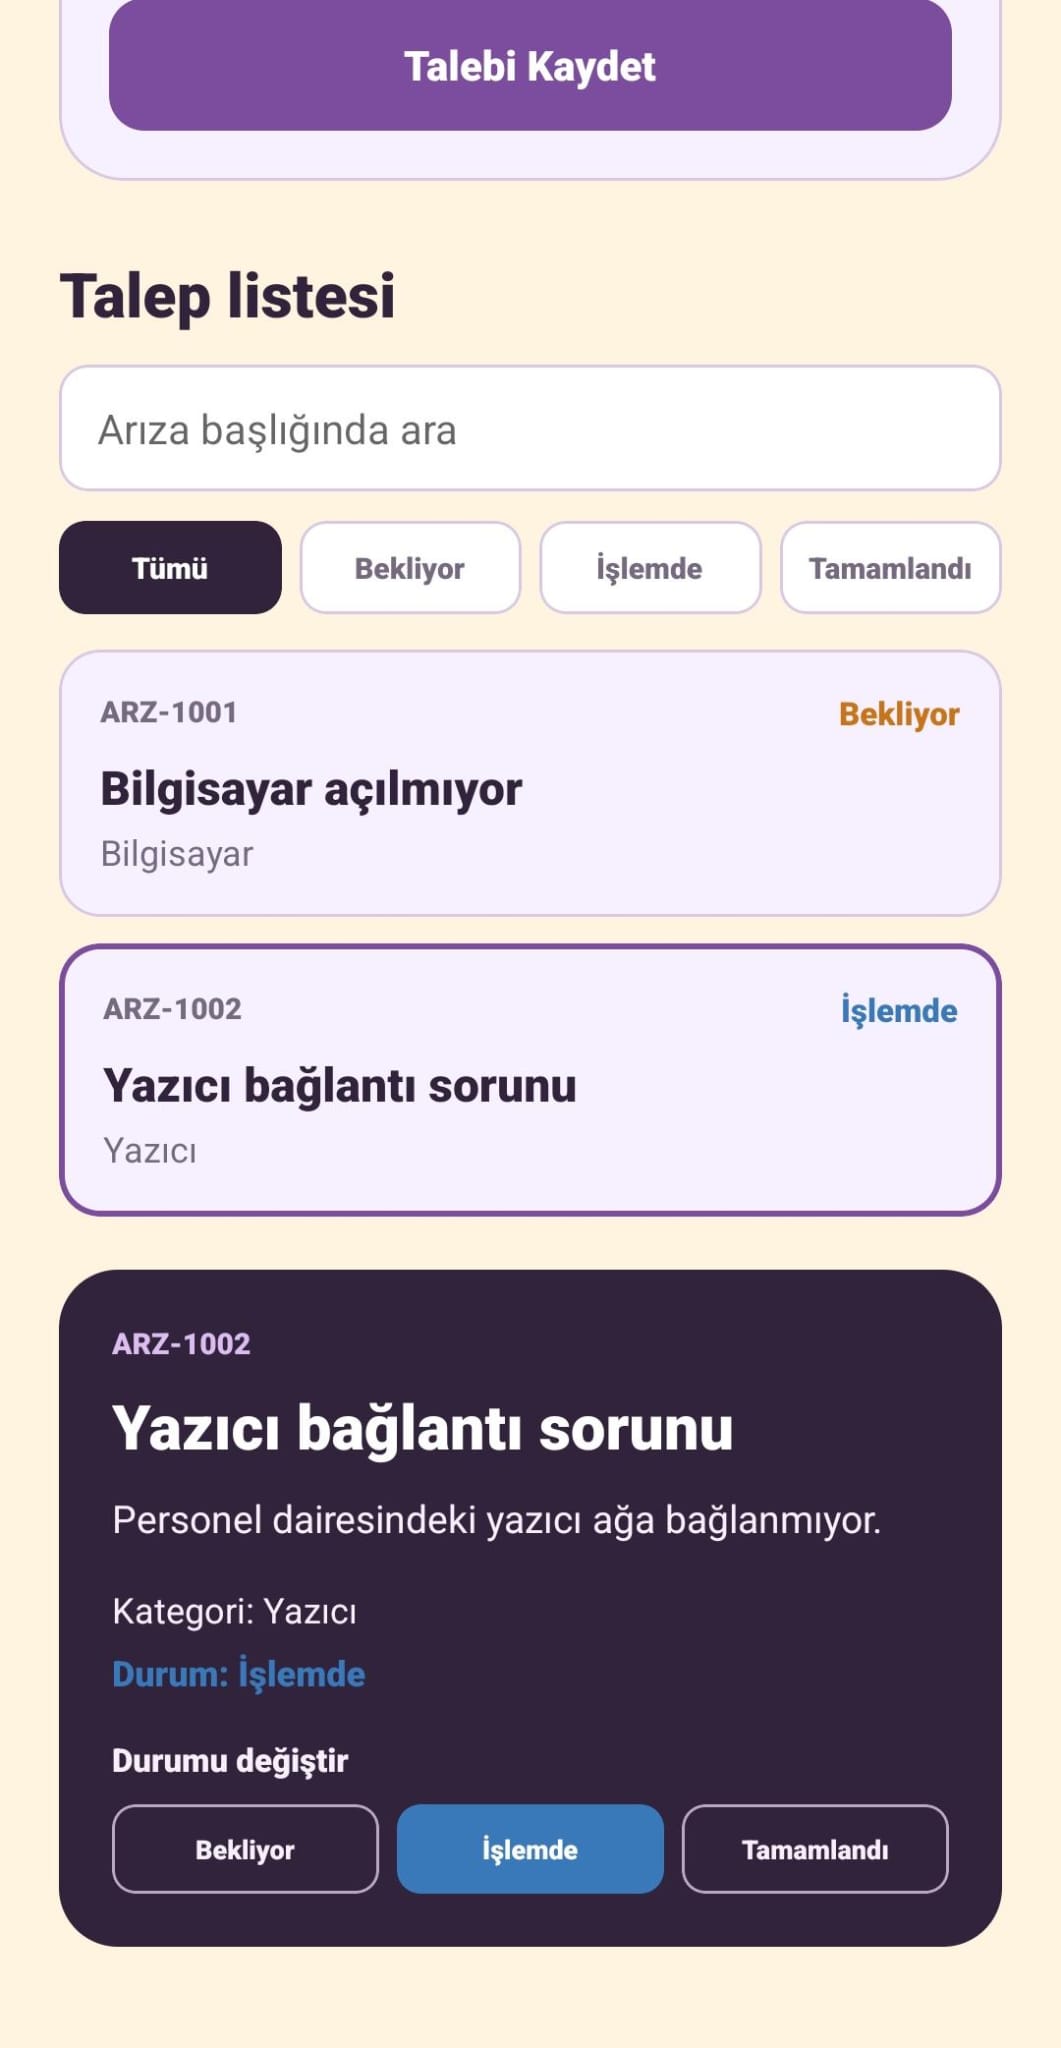 Talebi Kaydet
Talep listesi
Arıza başlığında ara
Tümü
Bekliyor
İşlemde
Tamamlandı
ARZ-1001
Bekliyor
Bilgisayar açılmıyor
Bilgisayar
ARZ-1002
İşlemde
Yazıcı bağlantı sorunu
Yazıcı
ARZ-1002
Yazıcı bağlantı sorunu
Personel dairesindeki yazıcı ağa bağlanmıyor.
Kategori: Yazıcı
Durum: İşlemde
Durumu değiştir
Bekliyor
İşlemde
Tamamlandı